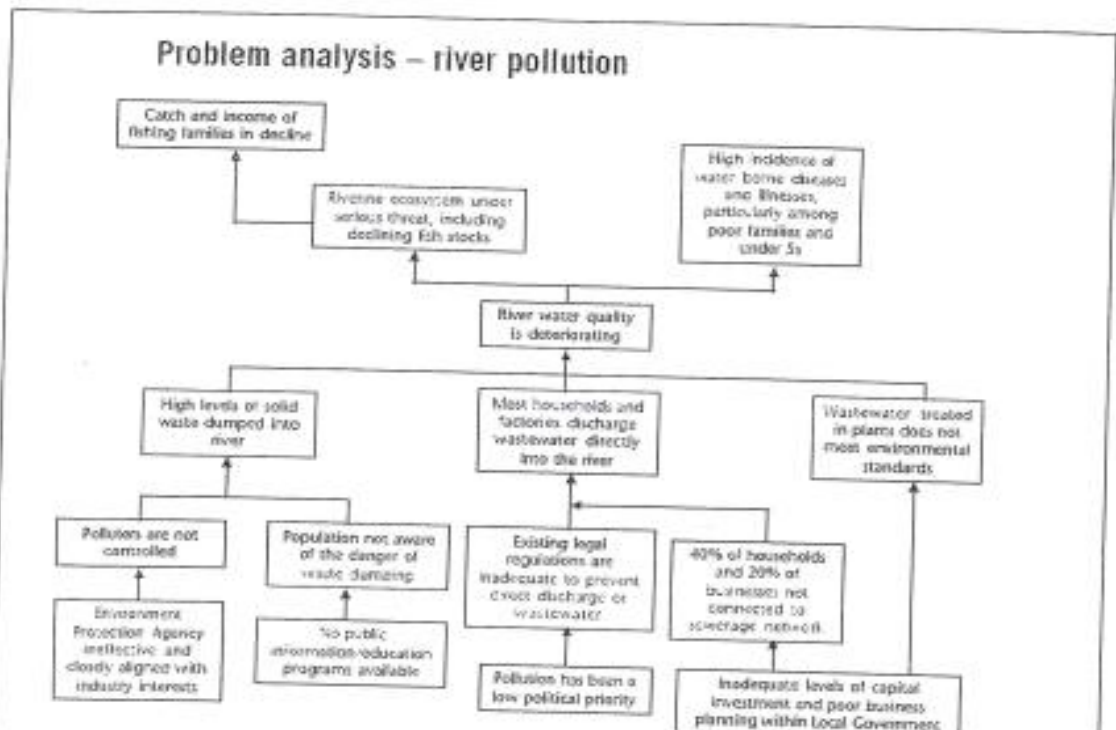 Problem analysis – river pollution
Catch and income of
fishing families in decline
High incidence of
water borne diseases
and illnesses,
particularly among
poor families and
under 5s
Riverine ecosystem under
serious threat, including
declining fish stocks
River water quality
is deteriorating
High levels of solid
waste dumped into
river
Most households and
factories discharge
wastewater directly
into the river
Wastewater treated
in plants does not
meet environmental
standards
Polluters are not
controlled
Population not aware
of the danger of
waste dumping
Existing legal
regulations are
inadequate to prevent
direct discharge of
wastewater
40% of households
and 20% of
businesses not
connected to
sewerage network
Environment
Protection Agency
ineffective and
closely aligned with
industry interests
No public
information/education
programs available
Pollution has been a
low political priority
Inadequate levels of capital
investment and poor business
planning within Local Government